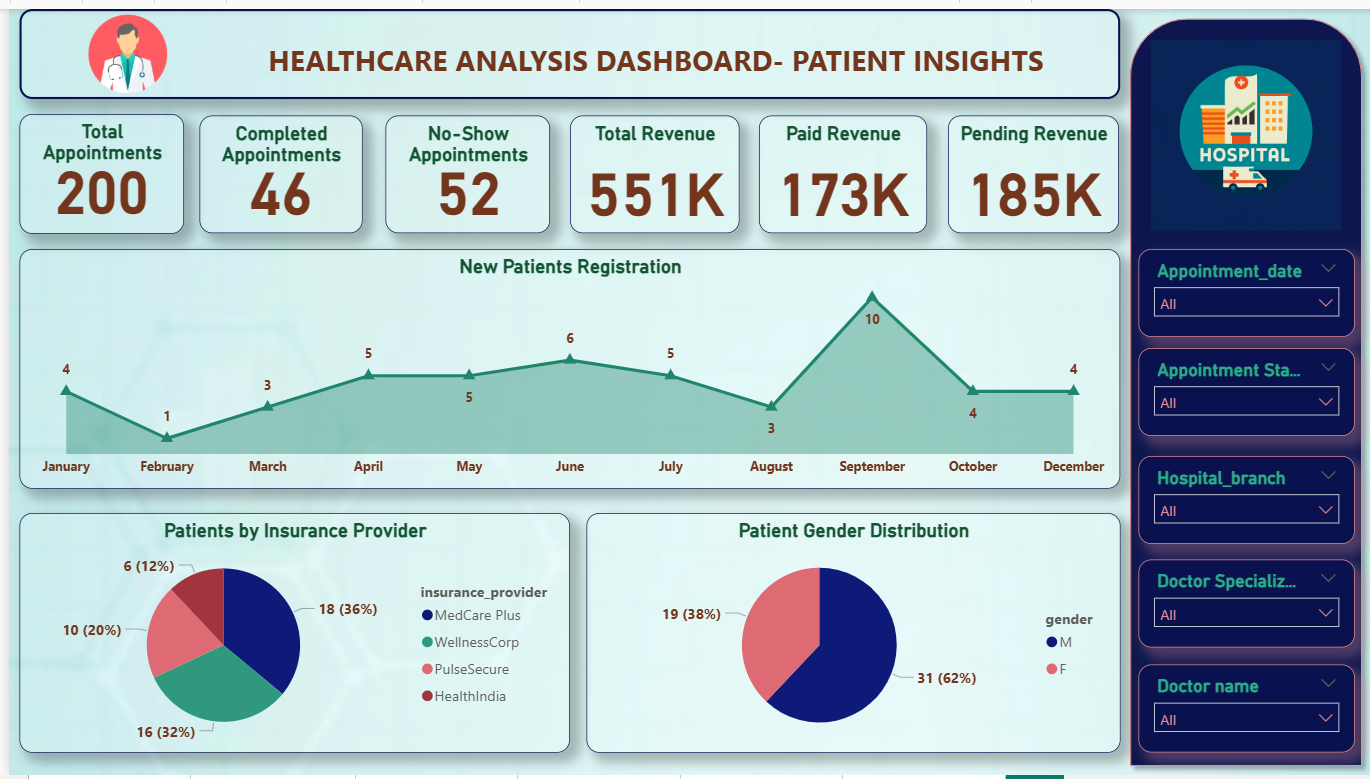 HEALTHCARE ANALYSIS DASHBOARD- PATIENT INSIGHTS
HOSPITAL
Total
Appointments
200
Completed
Appointments
46
No-Show
Appointments
52
Total Revenue
551K
Paid Revenue
173K
Pending Revenue
185K
New Patients Registration
4
1
3
5
5
6
5
3
10
4
4
January February March April May June July August September October December
Patients by Insurance Provider
6 (12%)
18 (36%)
10 (20%)
16 (32%)
insurance_provider
MedCare Plus
WellnessCorp
PulseSecure
HealthIndia
Patient Gender Distribution
19 (38%)
31 (62%)
gender
M
F
Appointment_date
All
Appointment Sta...
All
Hospital_branch
All
Doctor Specializ...
All
Doctor name
All